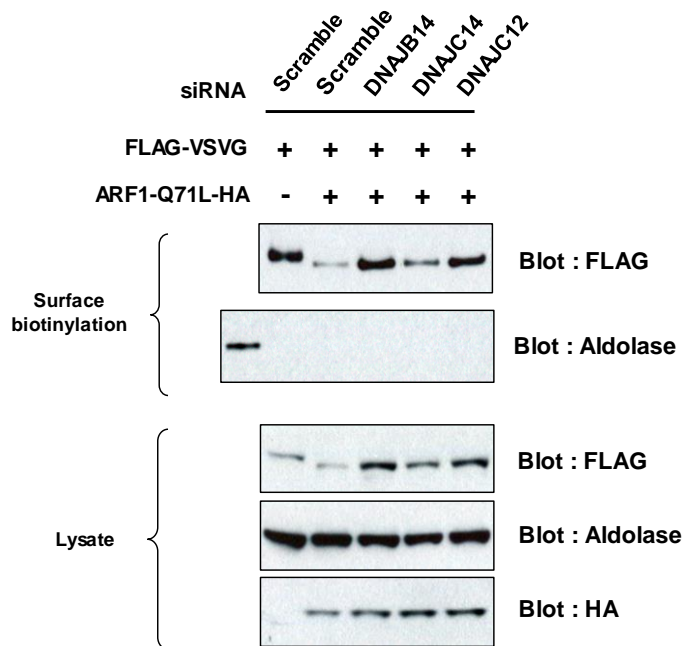 Scramble Scramble DNAJB14 DNAJC14 DNAJC12
siRNA
FLAG-VSVG + + + + +
ARF1-Q71L-HA - + + + +
Surface
biotinylation
Blot : FLAG
Blot : Aldolase
Lysate
Blot : FLAG
Blot : Aldolase
Blot : HA